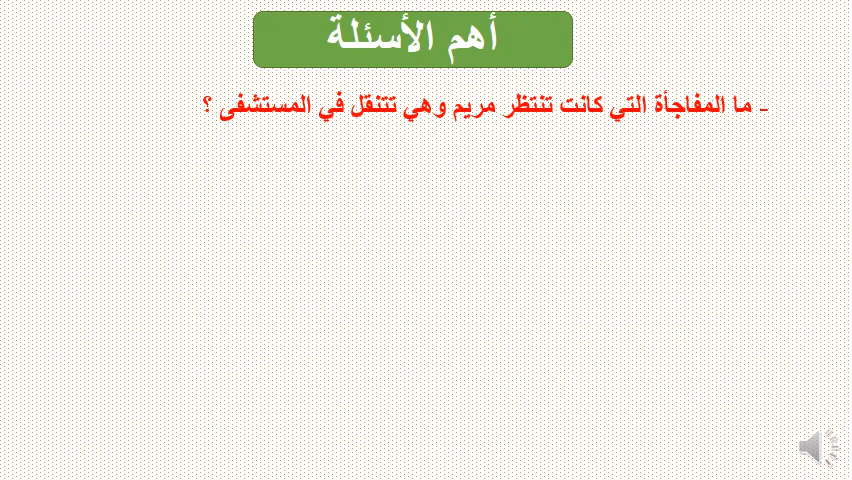 أهم الأسئلة
- ما المفاجأة التي كانت تنتظر مريم وهي تتنقل في المستشفى ؟